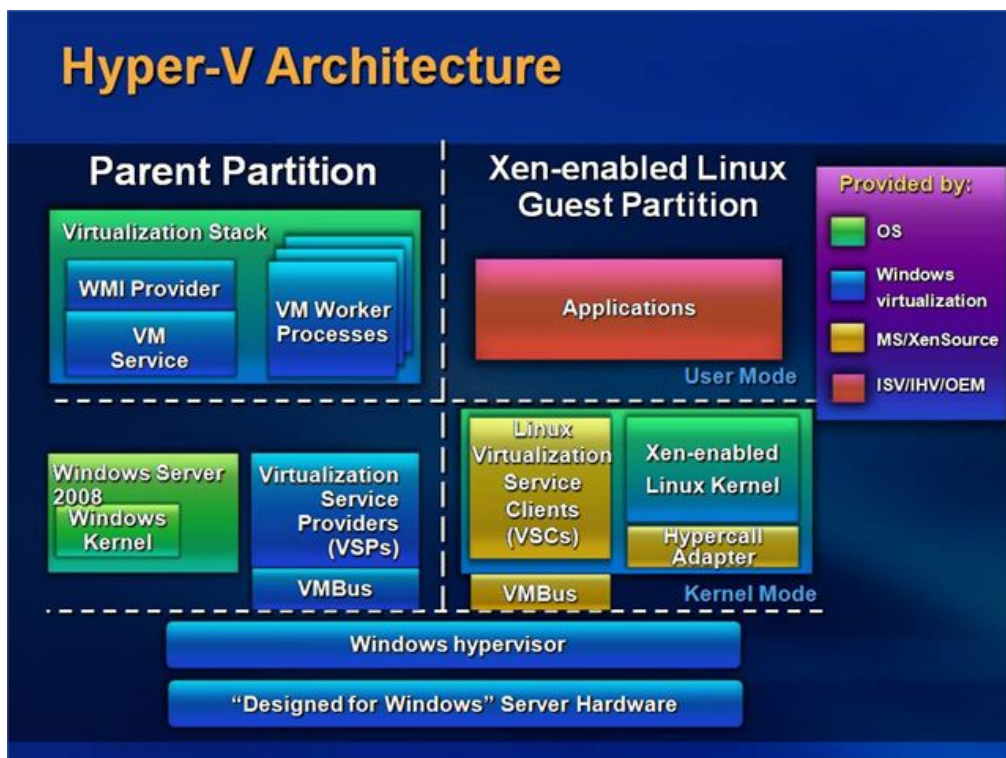 Hyper-V Architecture
Parent Partition
Virtualization Stack
WMI Provider
VM
Service
VM Worker
Processes
Xen-enabled Linux
Guest Partition
Applications
User Mode
Provided by:
OS
Windows
virtualization
MS/XenSource
ISV/IHV/OEM
Windows Server
2008
Windows
Kernel
Virtualization
Service
Providers
(VSPs)
VMBus
Linux
Virtualization
Service
Clients
(VSCs)
VMBus
Xen-enabled
Linux Kernel
Hypercall
Adapter
Kernel Mode
Windows hypervisor
“Designed for Windows” Server Hardware